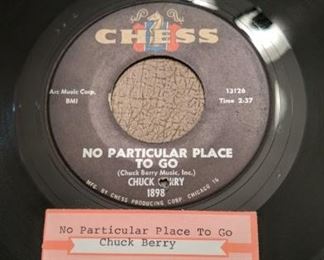 CHESS
Arc Music Corp.
BMI
13126
Time 2:37
NO PARTICULAR PLACE
TO GO
(Chuck Berry Music, Inc.)
CHUCK BERRY
1898
MFG. BY CHESS PRODUCING CORP. CHICAGO 16
No Particular Place To Go
Chuck Berry